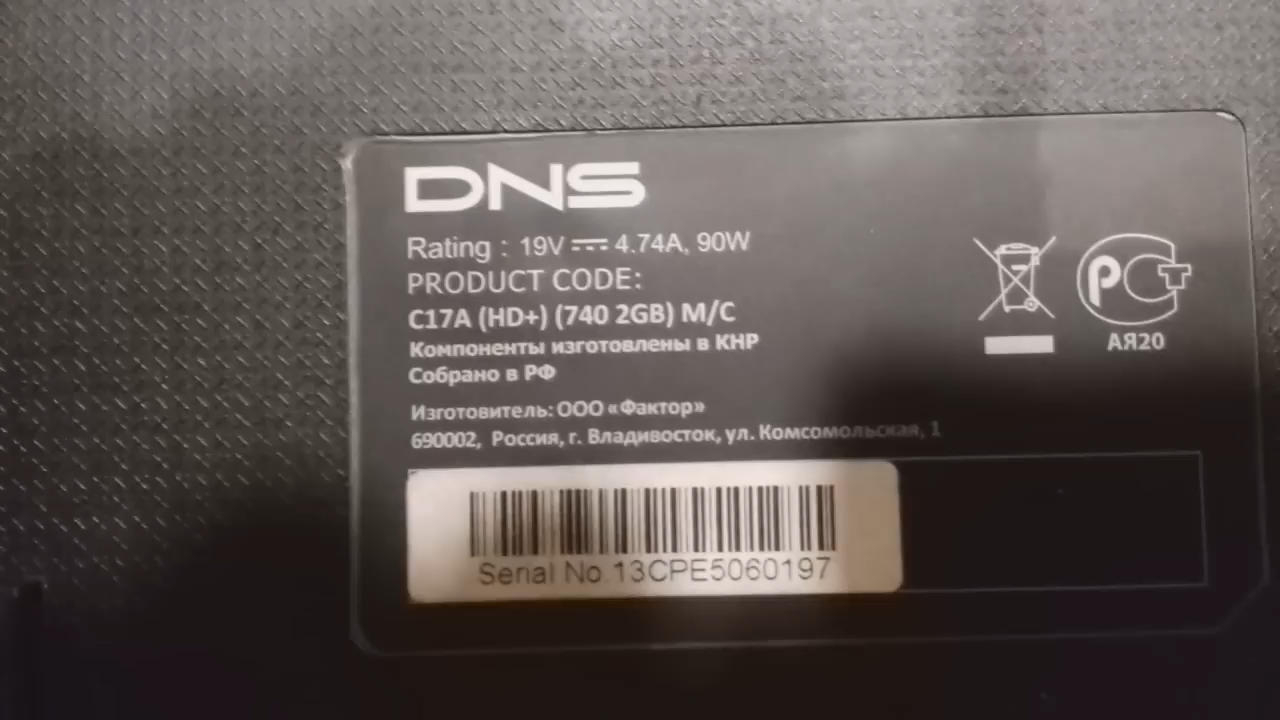 DNS
Rating : 19V 4.74A, 90W
PRODUCT CODE:
C17A (HD+) (740 2GB) M/C
Компоненты изготовлены в КНР
Собрано в РФ
Изготовитель: ООО «Фактор»
690002, Россия, г. Владивосток, ул. Комсомольская, 1
РСТ
АЯ20
Serial No.13CPE5060197